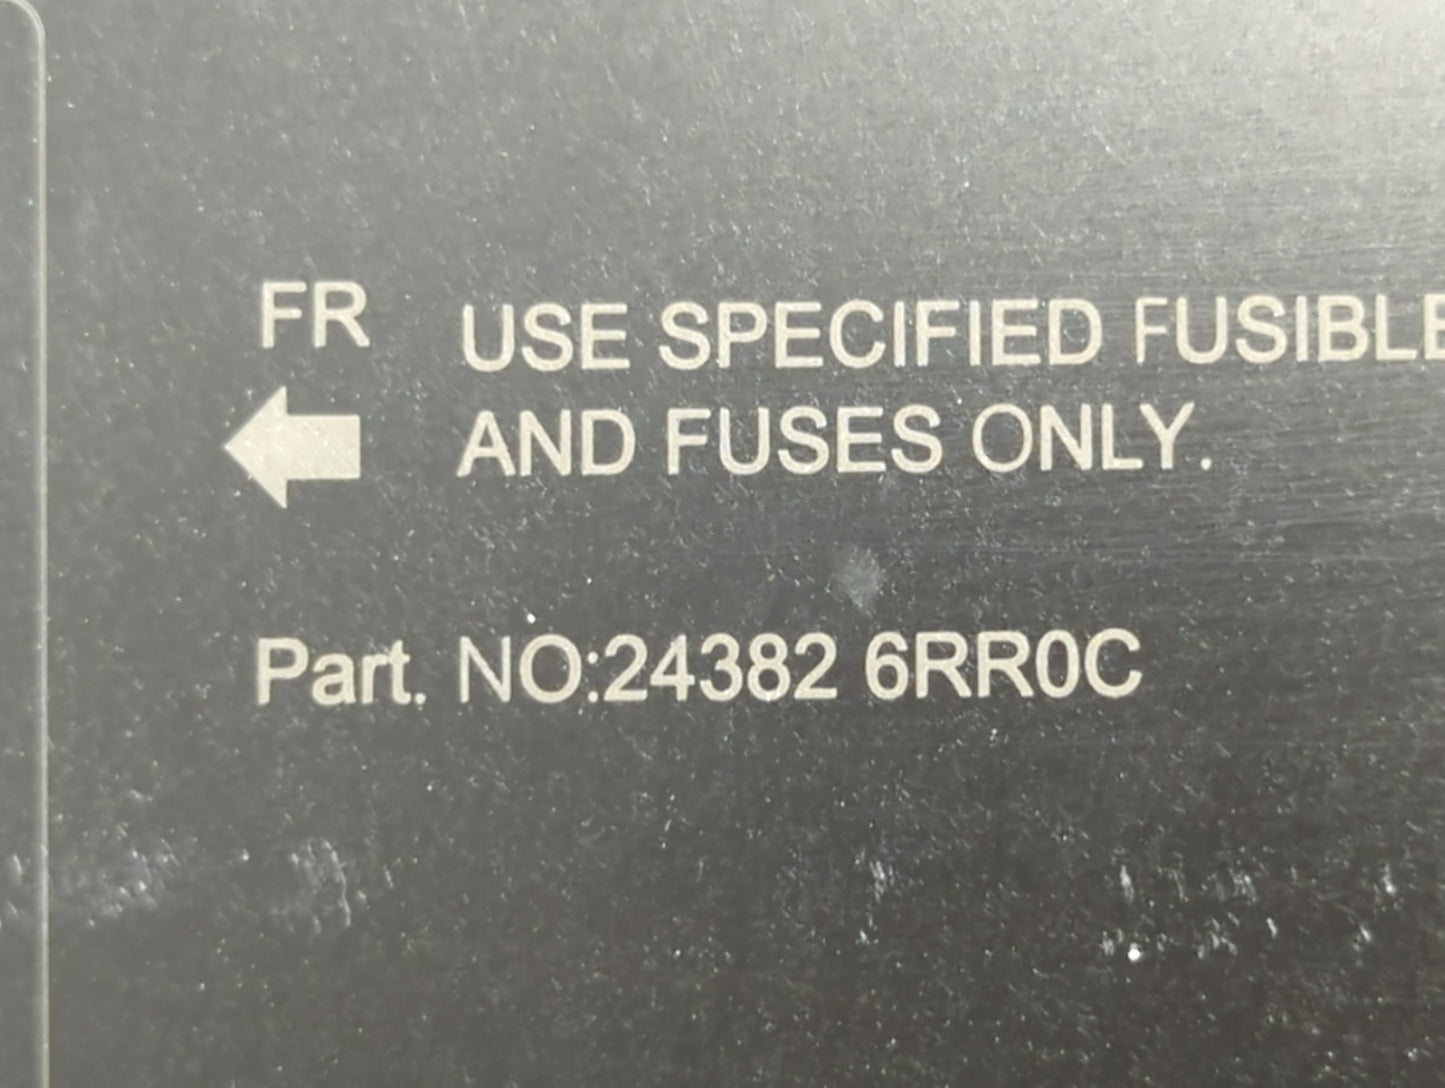 FR
USE SPECIFIED FUSIBLE
AND FUSES ONLY.
Part. NO:24382 6RR0C